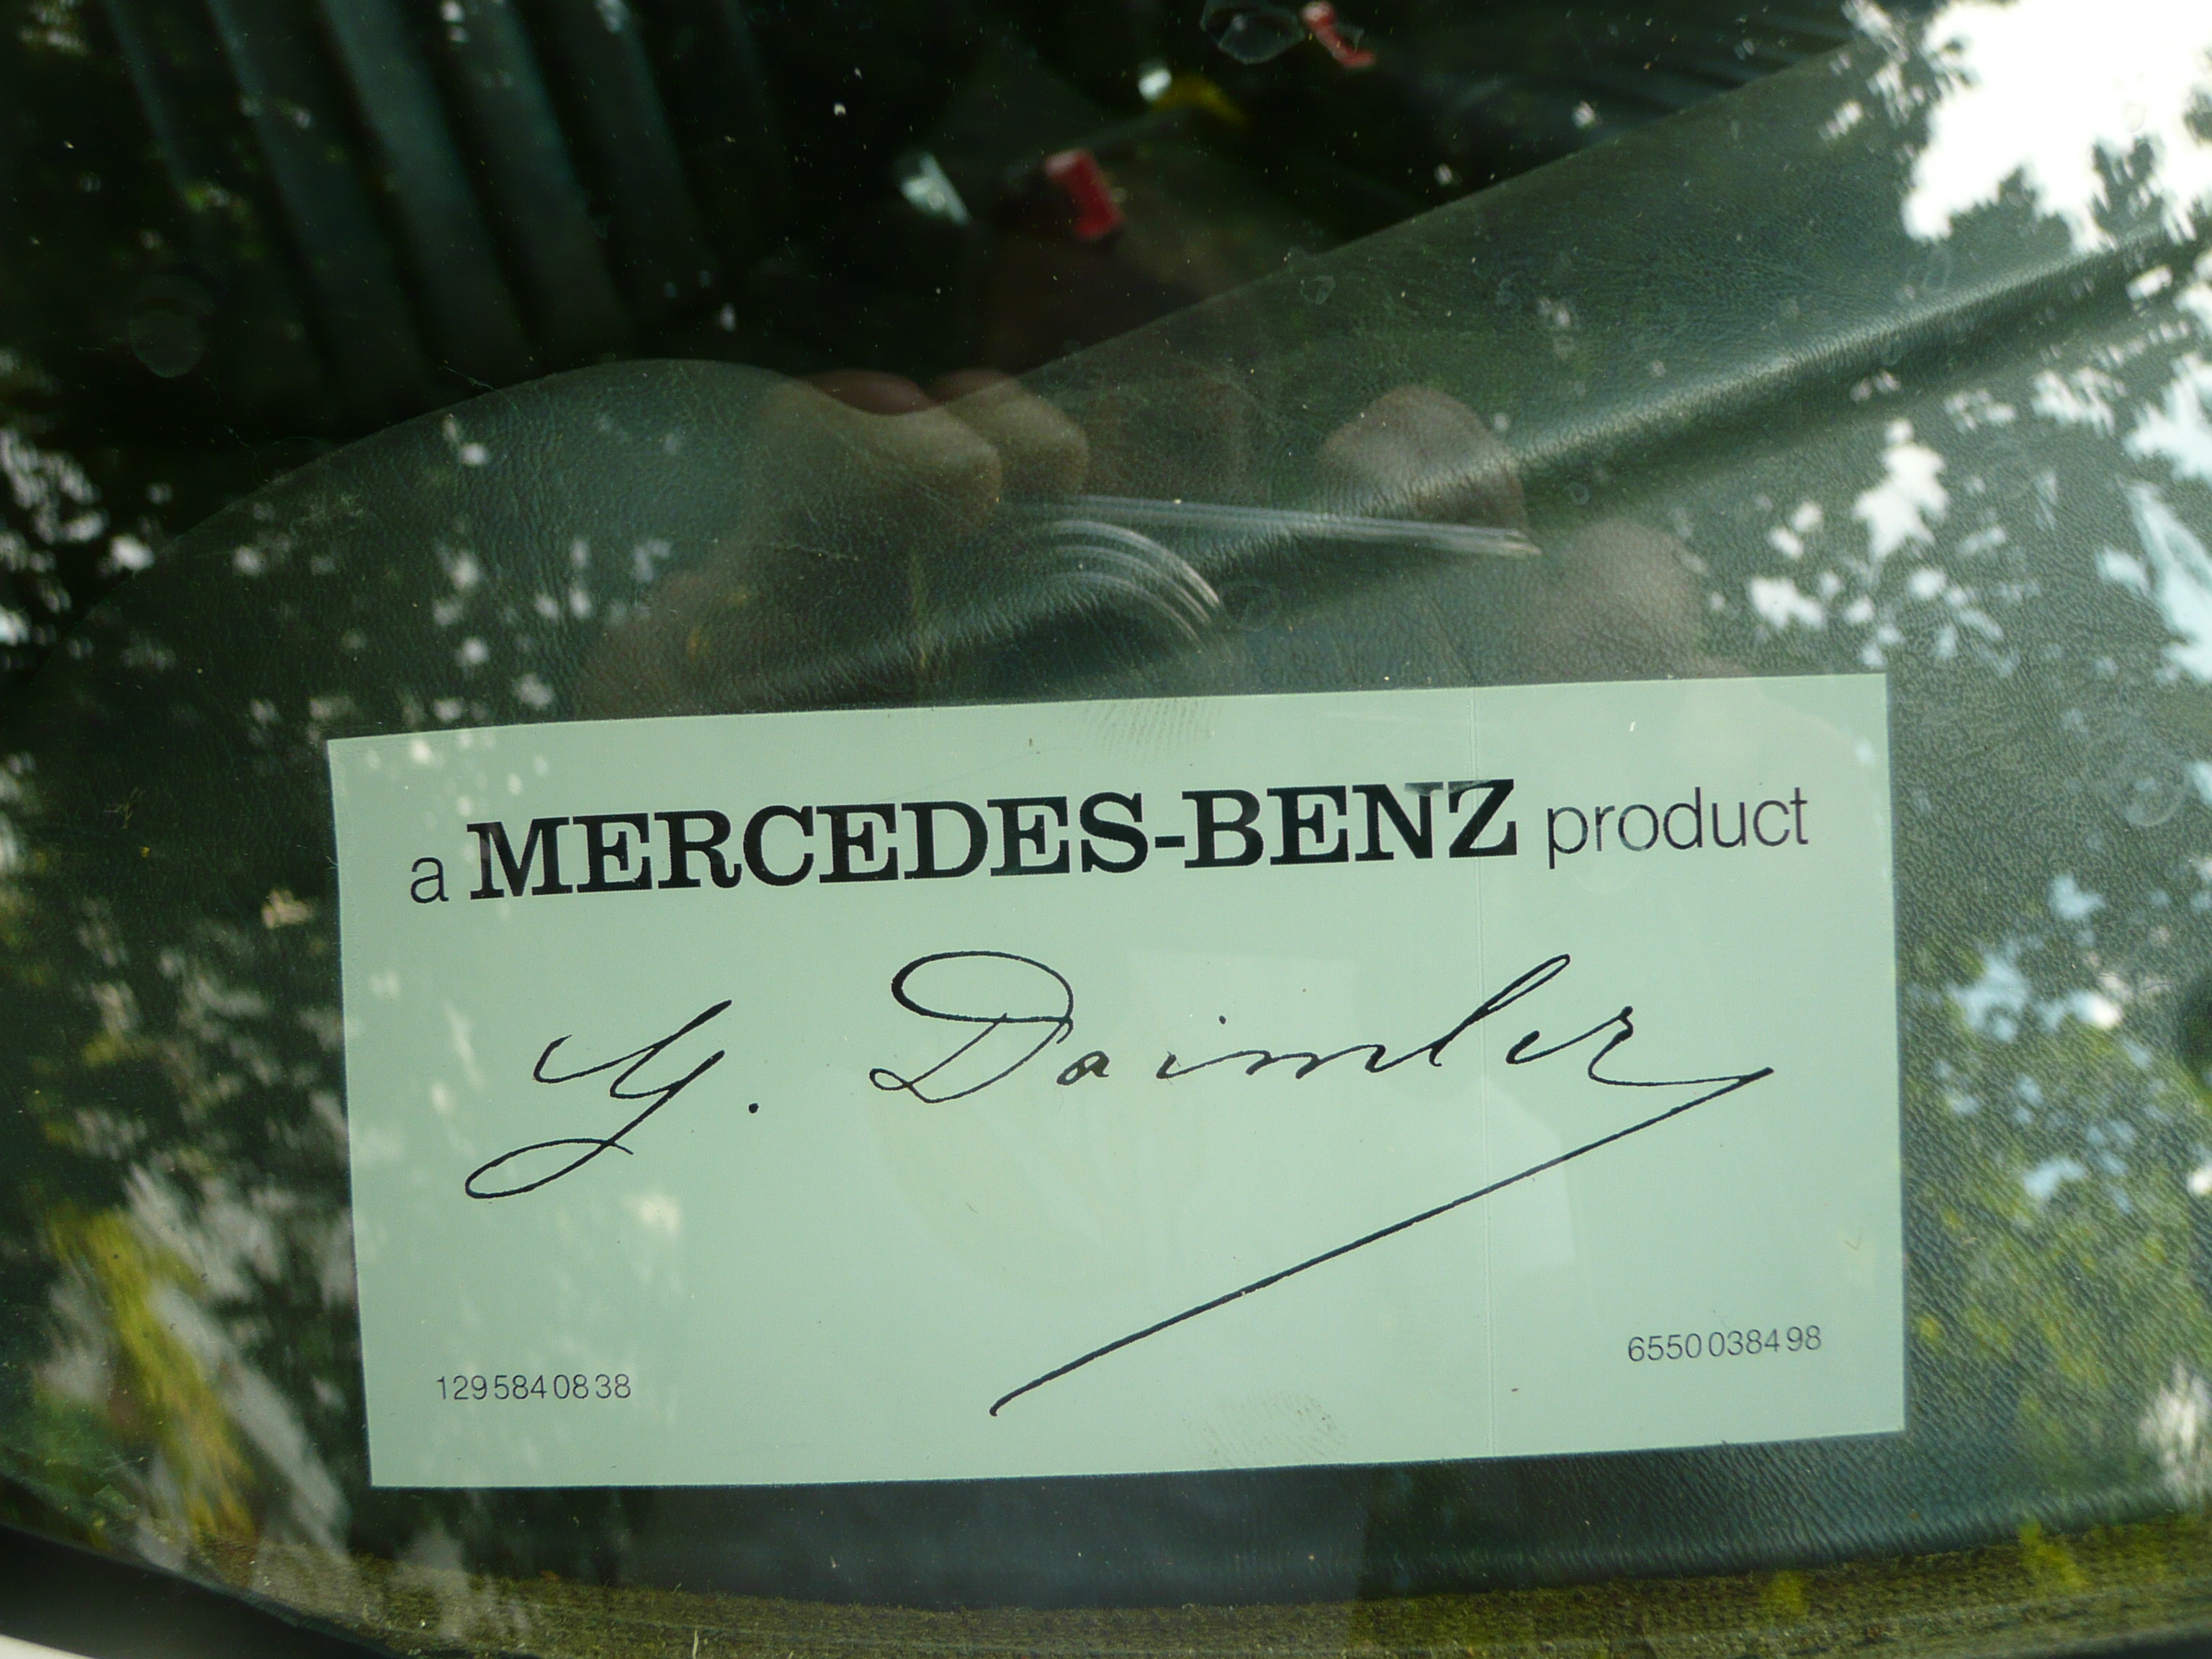 a MERCEDES-BENZ product
G. Daimler
1295840838
6550038498